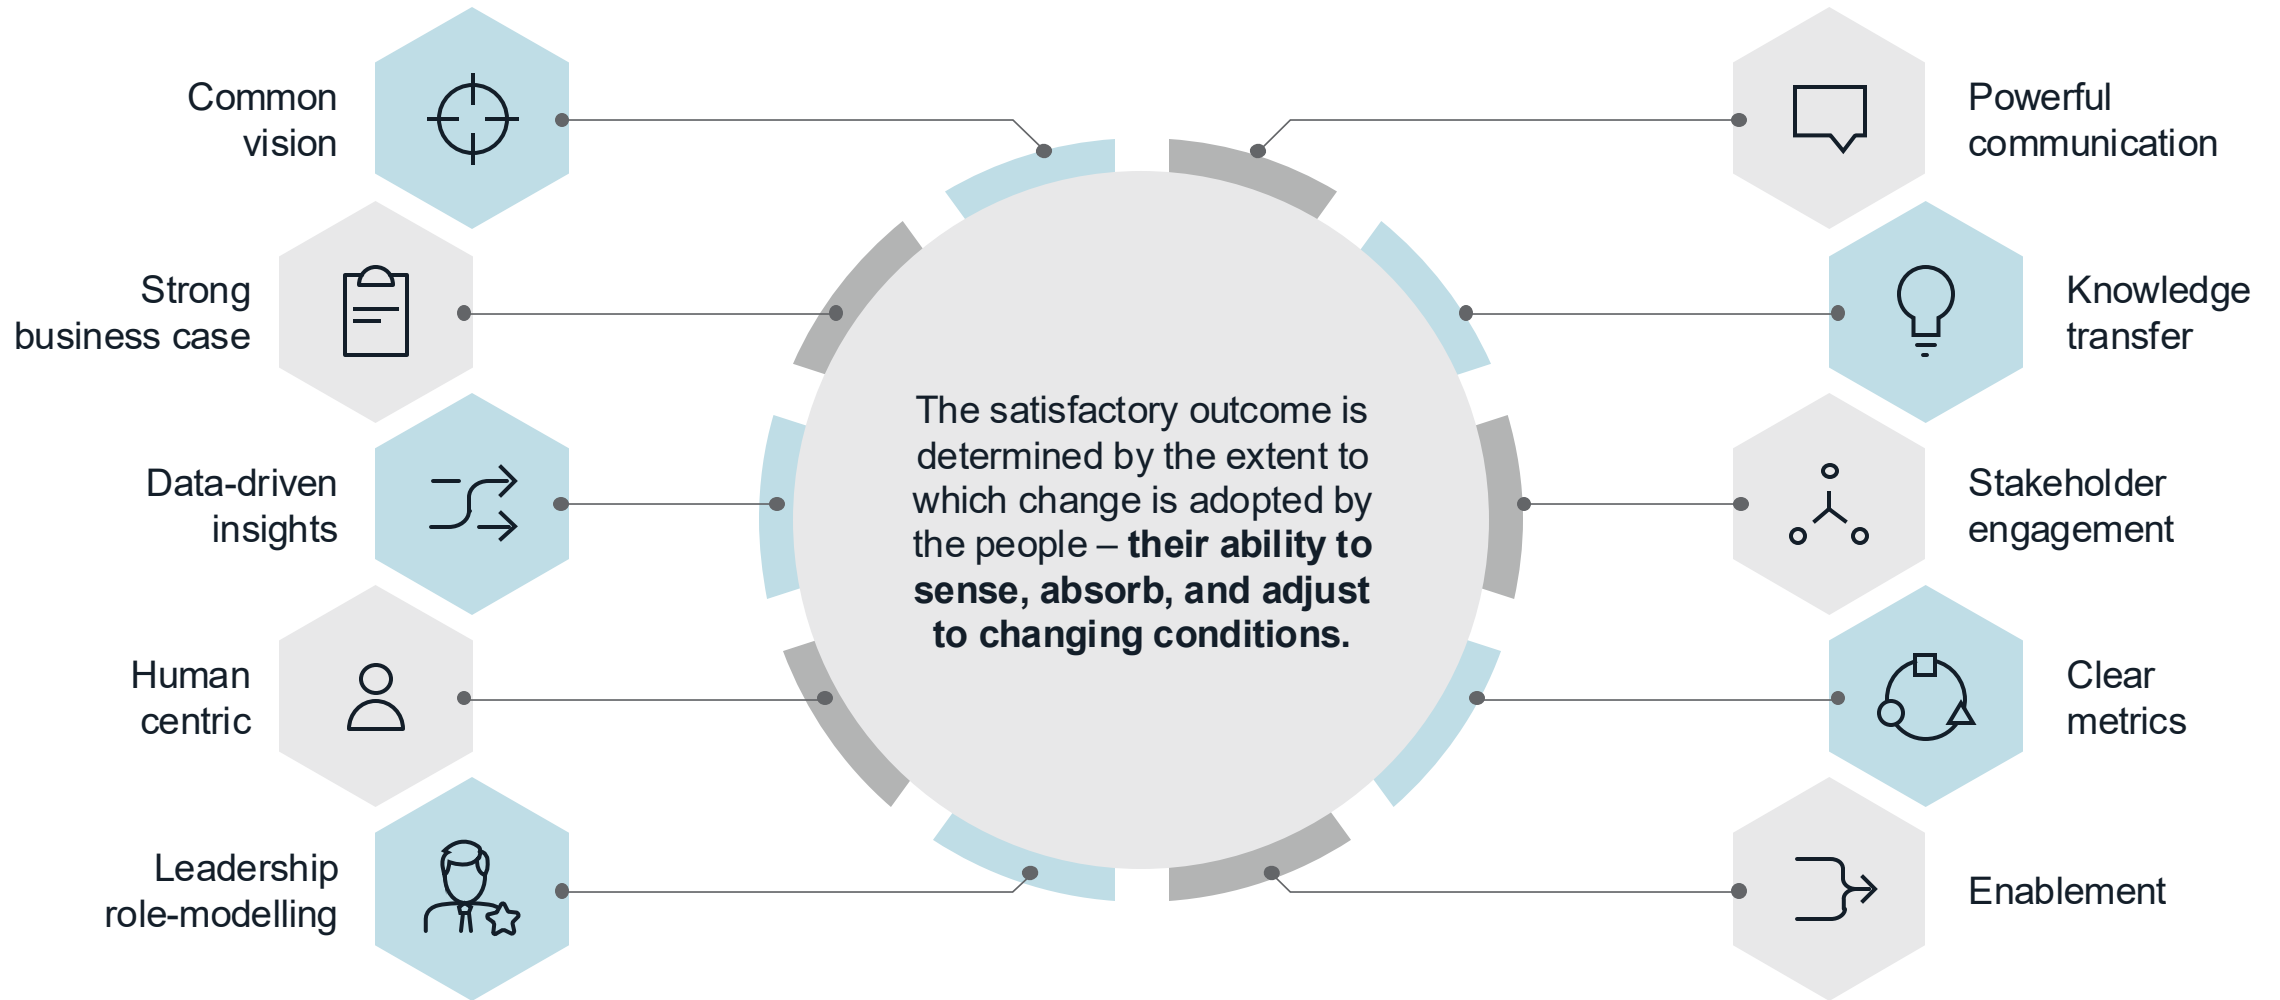 Common
vision
Strong
business case
Data-driven
insights
Human
centric
Leadership
role-modelling
The satisfactory outcome is
determined by the extent to
which change is adopted by
the people – their ability to
sense, absorb, and adjust
to changing conditions.
Powerful
communication
Knowledge
transfer
Stakeholder
engagement
Clear
metrics
Enablement